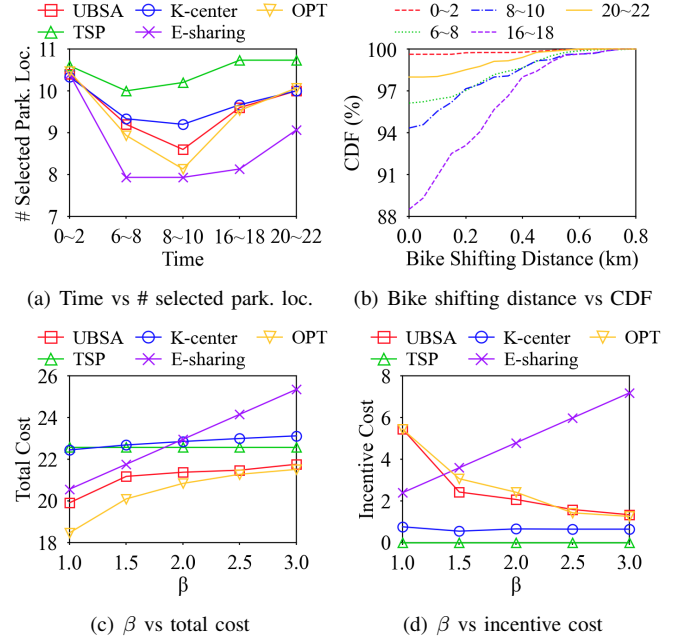 UBSA K-center OPT
TSP E-sharing
# Selected Park. Loc.
11
10
9
8
7
0~2 6~8 8~10 16~18 20~22
Time
(a) Time vs # selected park. loc.
0~2 8~10 20~22
6~8 16~18
CDF (%)
100
97
94
91
88
0.0 0.2 0.4 0.6 0.8
Bike Shifting Distance (km)
(b) Bike shifting distance vs CDF
UBSA K-center OPT
TSP E-sharing
Total Cost
26
24
22
20
18
1.0 1.5 2.0 2.5 3.0
β
(c) β vs total cost
UBSA K-center OPT
TSP E-sharing
Incentive Cost
8
6
4
2
0
1.0 1.5 2.0 2.5 3.0
β
(d) β vs incentive cost